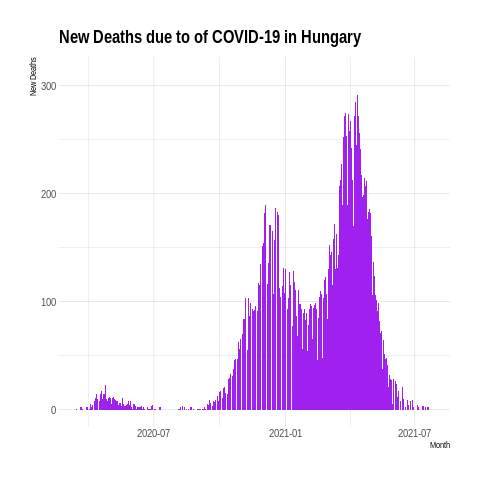 New Deaths due to of COVID-19 in Hungary
New Deaths
300
200
100
0
2020-07
2021-01
2021-07
Month